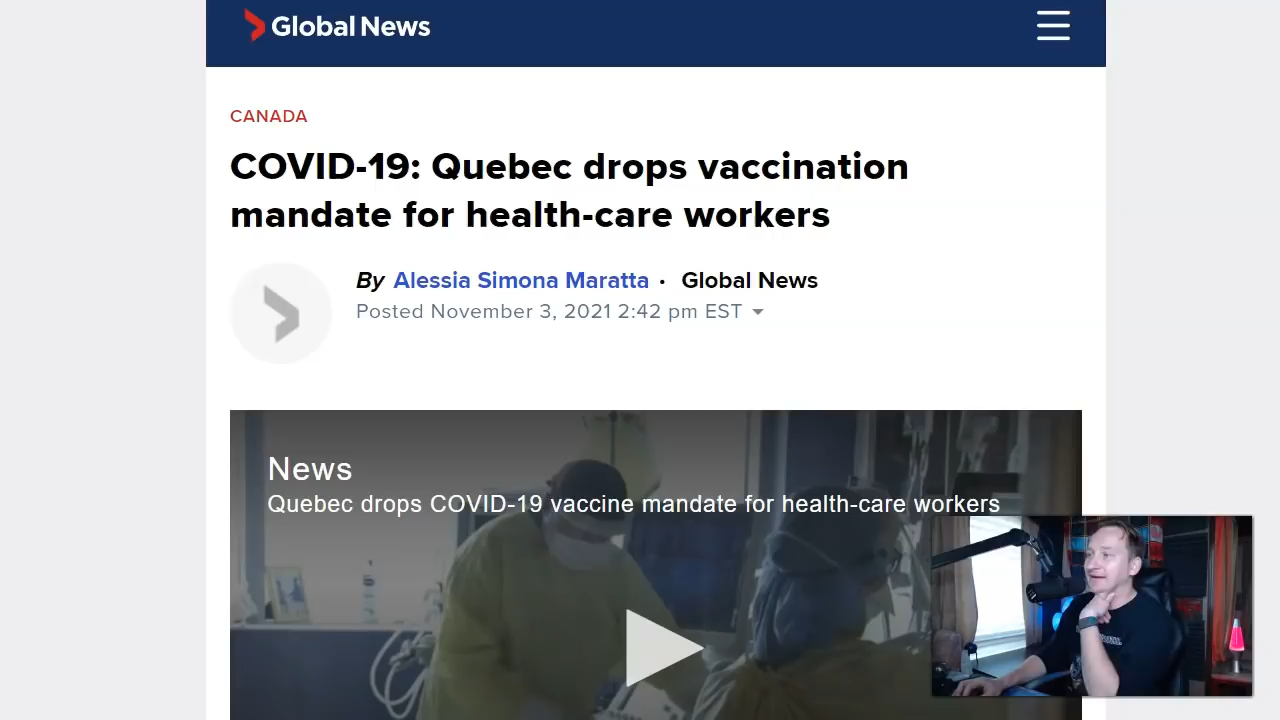 Global News
CANADA
COVID-19: Quebec drops vaccination
mandate for health-care workers
By Alessia Simona Maratta · Global News
Posted November 3, 2021 2:42 pm EST
News
Quebec drops COVID-19 vaccine mandate for health-care workers